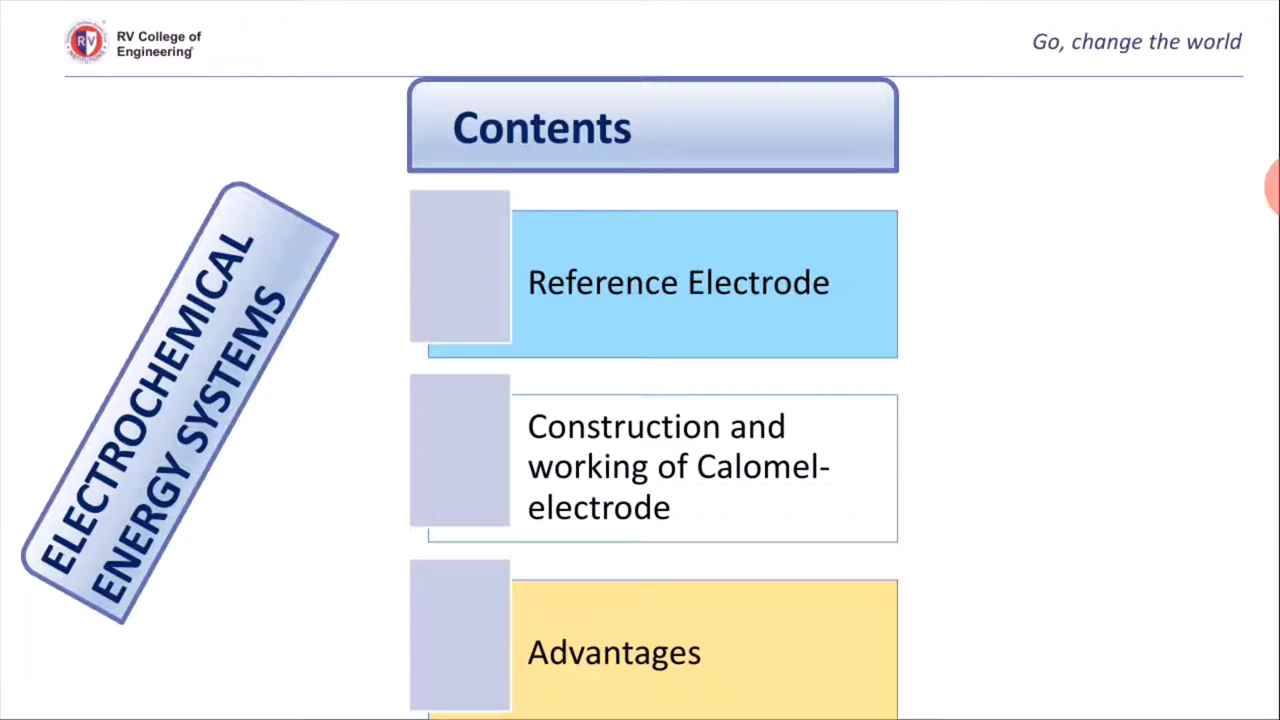 RV College of
Engineering
Go, change the world
Contents
ELECTROCHEMICAL
ENERGY SYSTEMS
Reference Electrode
Construction and
working of Calomel-
electrode
Advantages